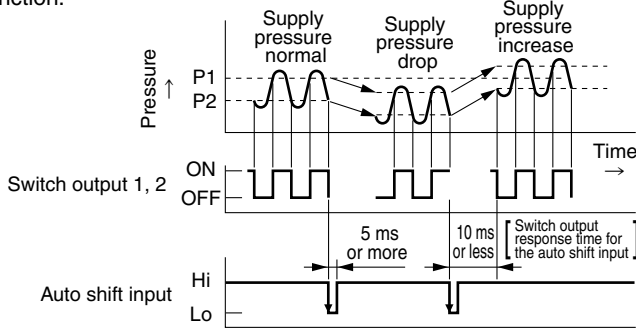 nction.
Supply
pressure
normal
Supply
pressure
drop
Supply
pressure
increase
Pressure →
P1
P2
Time
→
Switch output 1, 2
ON
OFF
5 ms
or more
10 ms
or less
[Switch output
response time for
the auto shift input]
Auto shift input
Hi
Lo